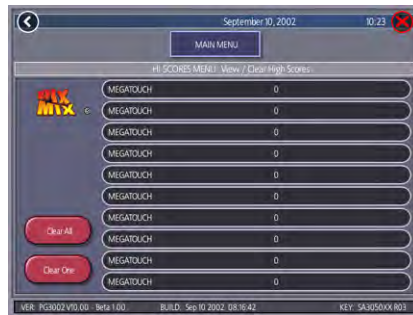 September 10, 2002 10:23
MAIN MENU
HI SCORES MENU: View / Clear High Scores
MIX MIX
MEGATOUCH 0
MEGATOUCH 0
MEGATOUCH 0
MEGATOUCH 0
MEGATOUCH 0
MEGATOUCH 0
MEGATOUCH 0
MEGATOUCH 0
MEGATOUCH 0
MEGATOUCH 0
Clear All
Clear One
VER: PG3002 V10.00 - Beta 1.00 BUILD: Sep 10 2002 08:16:42 KEY: SA3050XX R03